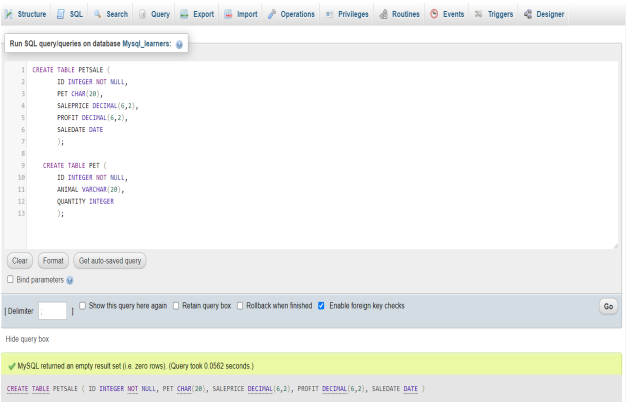 Structure SQL Search Query Export Import Operations Privileges Routines Events Triggers Designer
Run SQL query/queries on database Mysql_learners:
1 CREATE TABLE PETSALE (
2 ID INTEGER NOT NULL,
3 PET CHAR(20),
4 SALEPRICE DECIMAL(6,2),
5 PROFIT DECIMAL(6,2),
6 SALEDATE DATE
7 );
8
9 CREATE TABLE PET (
10 ID INTEGER NOT NULL,
11 ANIMAL VARCHAR(20),
12 QUANTITY INTEGER
13 );
Clear Format Get auto-saved query
Bind parameters
[ Delimiter ; ] Show this query here again Retain query box Rollback when finished Enable foreign key checks Go
Hide query box
MySQL returned an empty result set (i.e. zero rows). (Query took 0.0562 seconds.)
CREATE TABLE PETSALE ( ID INTEGER NOT NULL, PET CHAR(20), SALEPRICE DECIMAL(6,2), PROFIT DECIMAL(6,2), SALEDATE DATE )